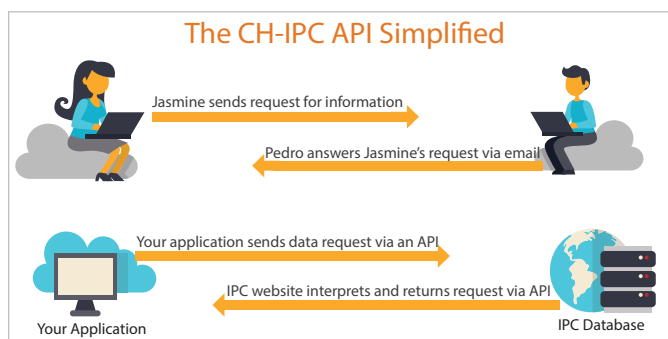 The CH-IPC API Simplified
Jasmine sends request for information
Pedro answers Jasmine's request via email
Your application sends data request via an API
IPC website interprets and returns request via API
Your Application
IPC Database